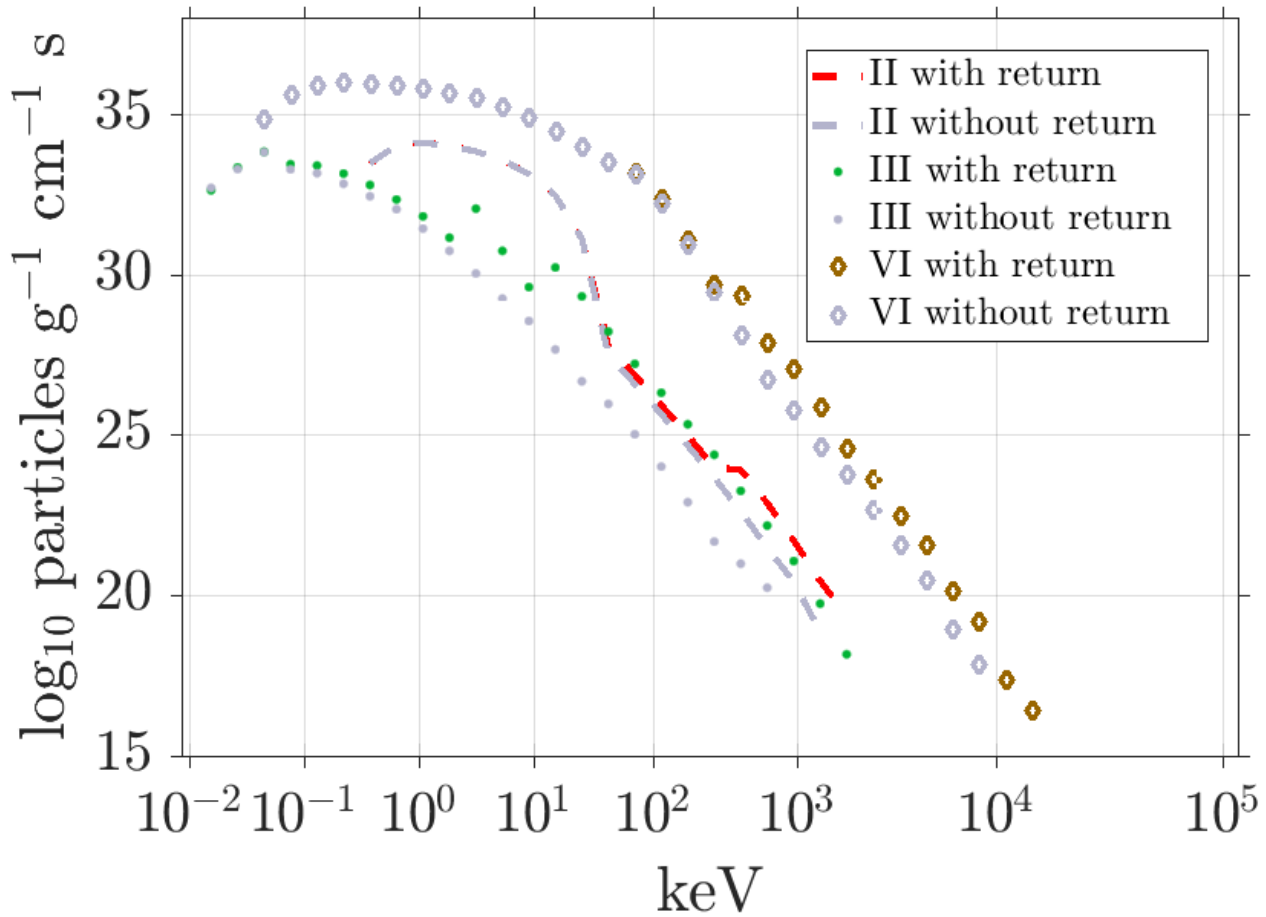 log₁₀ particles g⁻¹ cm⁻¹ s
35
30
25
20
15
II with return
II without return
III with return
III without return
VI with return
VI without return
10⁻² 10⁻¹ 10⁰ 10¹ 10² 10³ 10⁴ 10⁵
keV